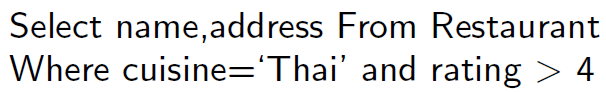 Select name,address From Restaurant
Where cuisine=‘Thai’ and rating > 4